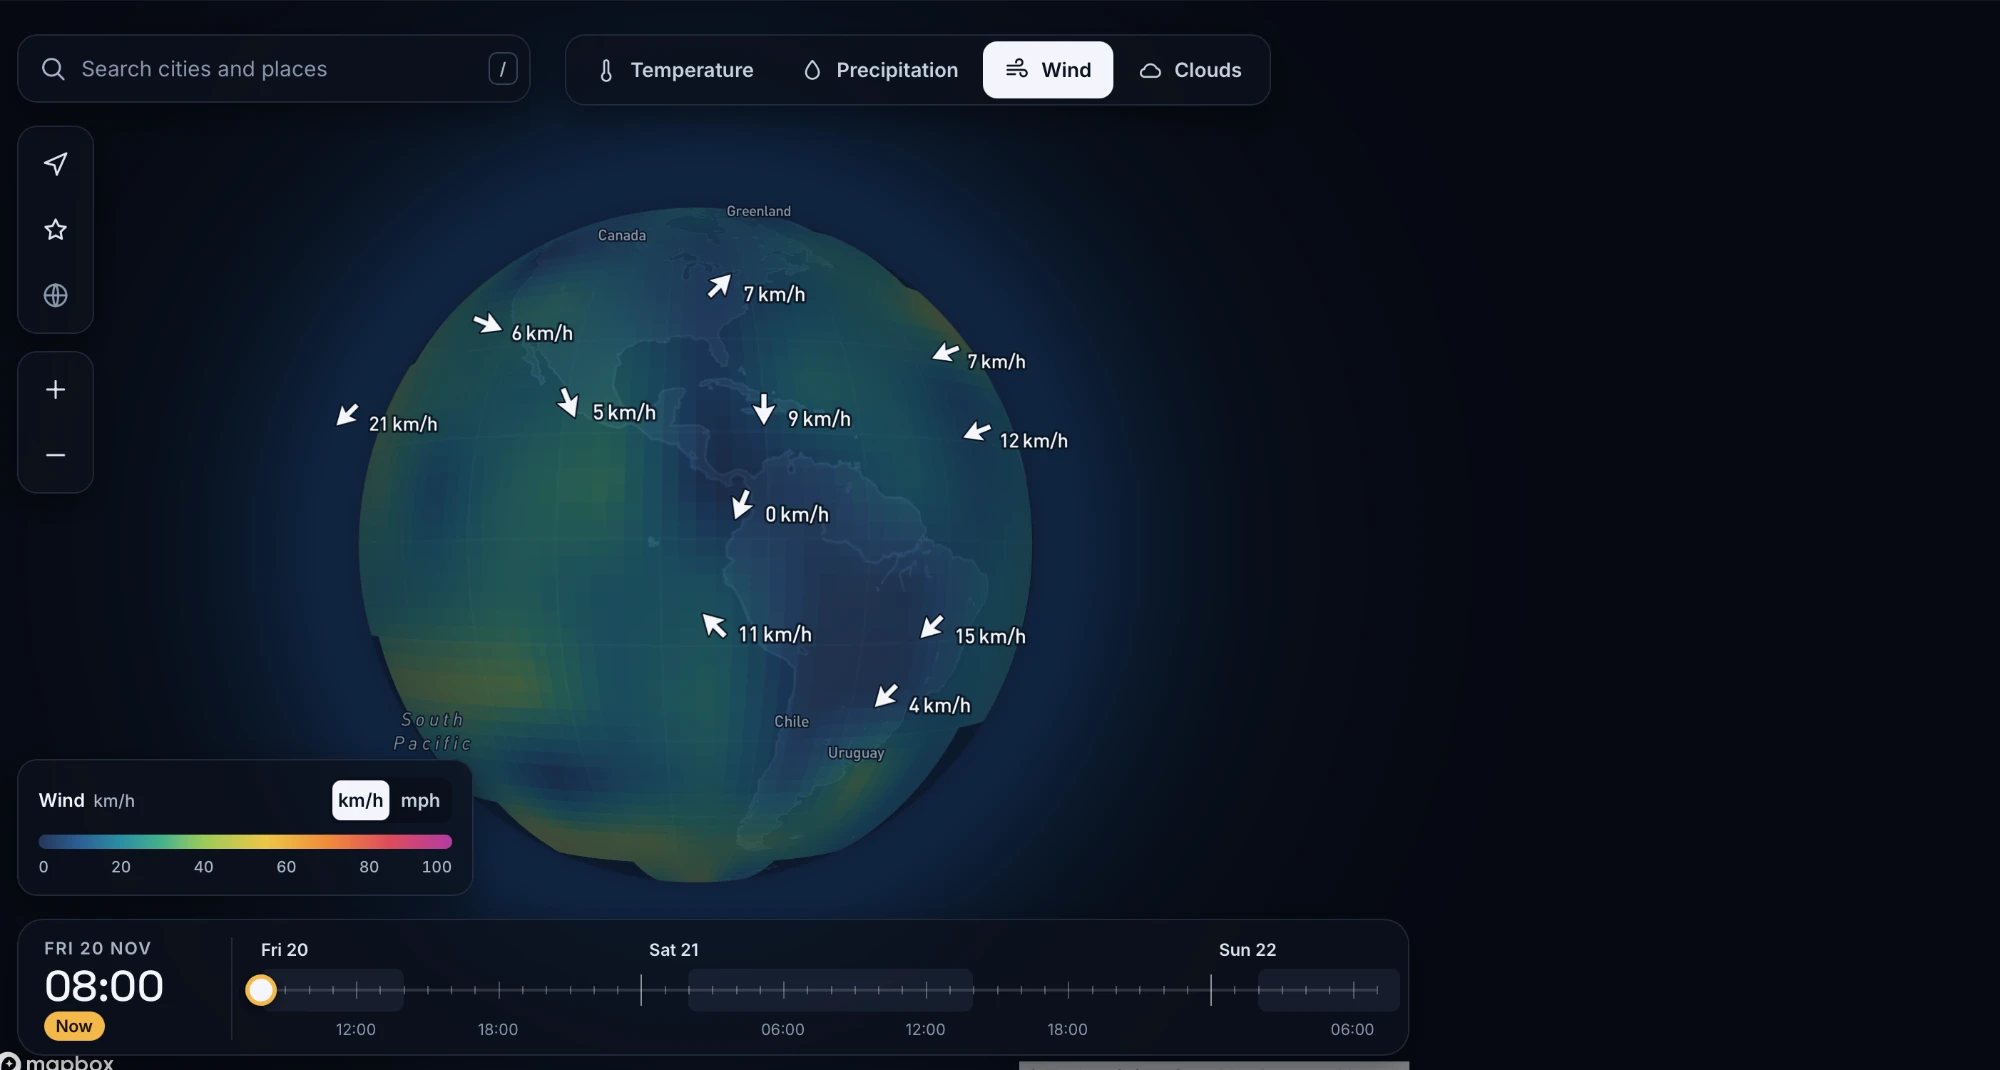 Search cities and places /
Temperature
Precipitation
Wind
Clouds
Greenland
Canada
7 km/h
6 km/h
7 km/h
21 km/h
5 km/h
9 km/h
12 km/h
0 km/h
11 km/h
15 km/h
4 km/h
South
Pacific
Chile
Uruguay
Wind km/h
km/h mph
0 20 40 60 80 100
FRI 20 NOV
08:00
Now
Fri 20 Sat 21 Sun 22
12:00 18:00 06:00 12:00 18:00 06:00
mapbox